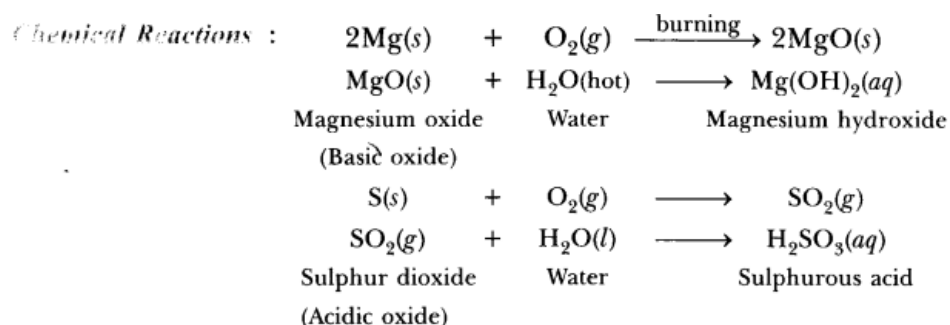 Chemical Reactions : 2Mg(s) + O₂(g) burning ⟶ 2MgO(s)
MgO(s) + H₂O(hot) ⟶ Mg(OH)₂(aq)
Magnesium oxide Water Magnesium hydroxide
(Basic oxide)
S(s) + O₂(g) ⟶ SO₂(g)
SO₂(g) + H₂O(l) ⟶ H₂SO₃(aq)
Sulphur dioxide Water Sulphurous acid
(Acidic oxide)